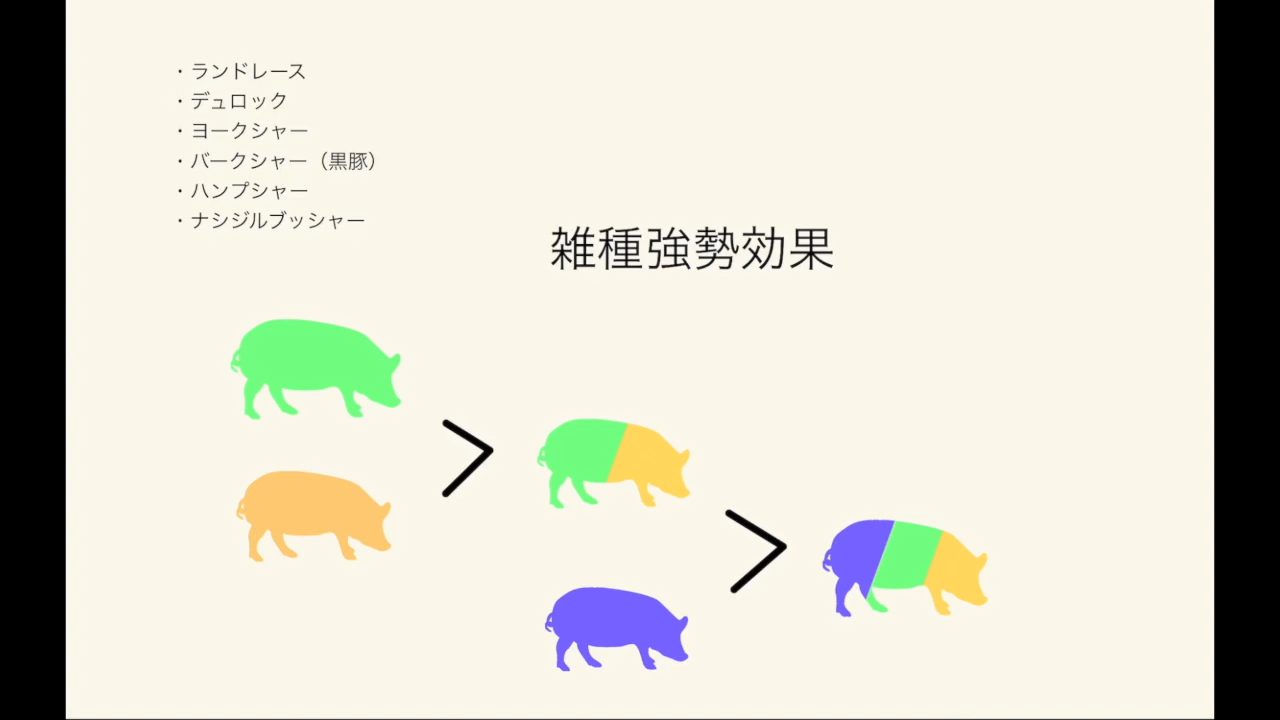 ・ランドレース
・デュロック
・ヨークシャー
・バークシャー（黒豚）
・ハンプシャー
・ナシジルブッシャー
雑種強勢効果